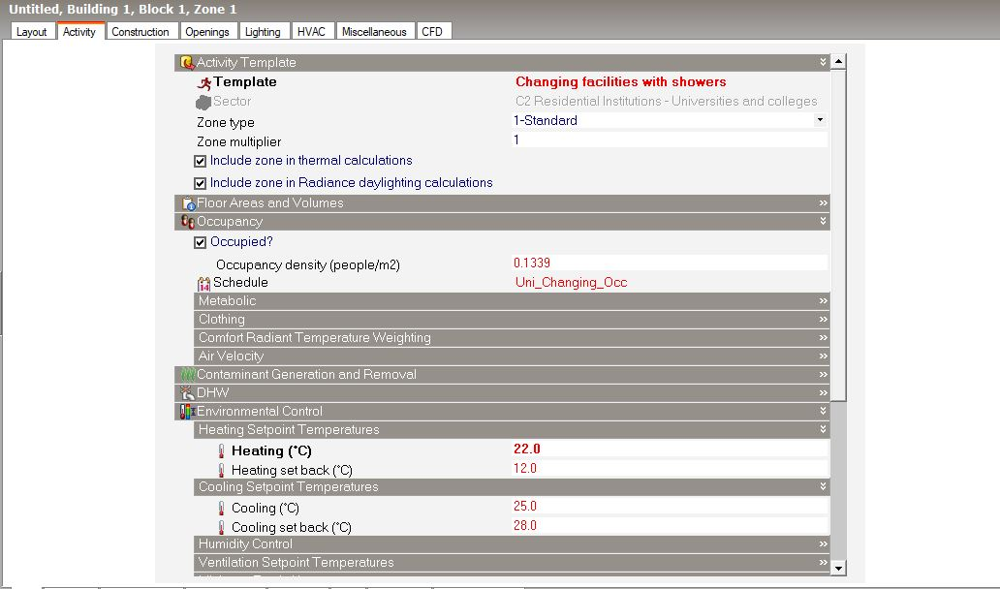 Untitled, Building 1, Block 1, Zone 1
Layout Activity Construction Openings Lighting HVAC Miscellaneous CFD
Activity Template
Template Changing facilities with showers
Sector C2 Residential Institutions - Universities and colleges
Zone type 1-Standard
Zone multiplier 1
Include zone in thermal calculations
Include zone in Radiance daylighting calculations
Floor Areas and Volumes
Occupancy
Occupied?
Occupancy density (people/m2) 0.1339
Schedule Uni_Changing_Occ
Metabolic
Clothing
Comfort Radiant Temperature Weighting
Air Velocity
Contaminant Generation and Removal
DHW
Environmental Control
Heating Setpoint Temperatures
Heating (°C) 22.0
Heating set back (°C) 12.0
Cooling Setpoint Temperatures
Cooling (°C) 25.0
Cooling set back (°C) 28.0
Humidity Control
Ventilation Setpoint Temperatures